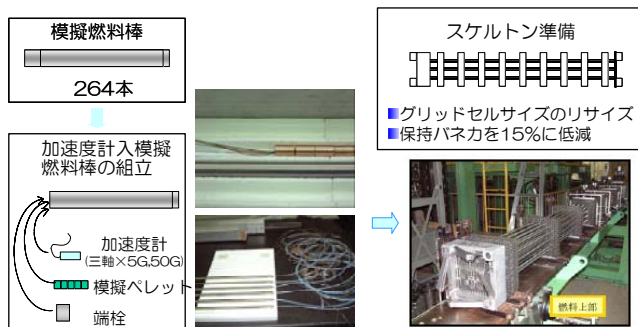 模擬燃料棒
264本
加速度計入模擬
燃料棒の組立
加速度計
(三軸×5G,50G)
模擬ペレット
端栓
スケルトン準備
グリッドセルサイズのリサイズ
保持バネ力を15%に低減
燃料上部